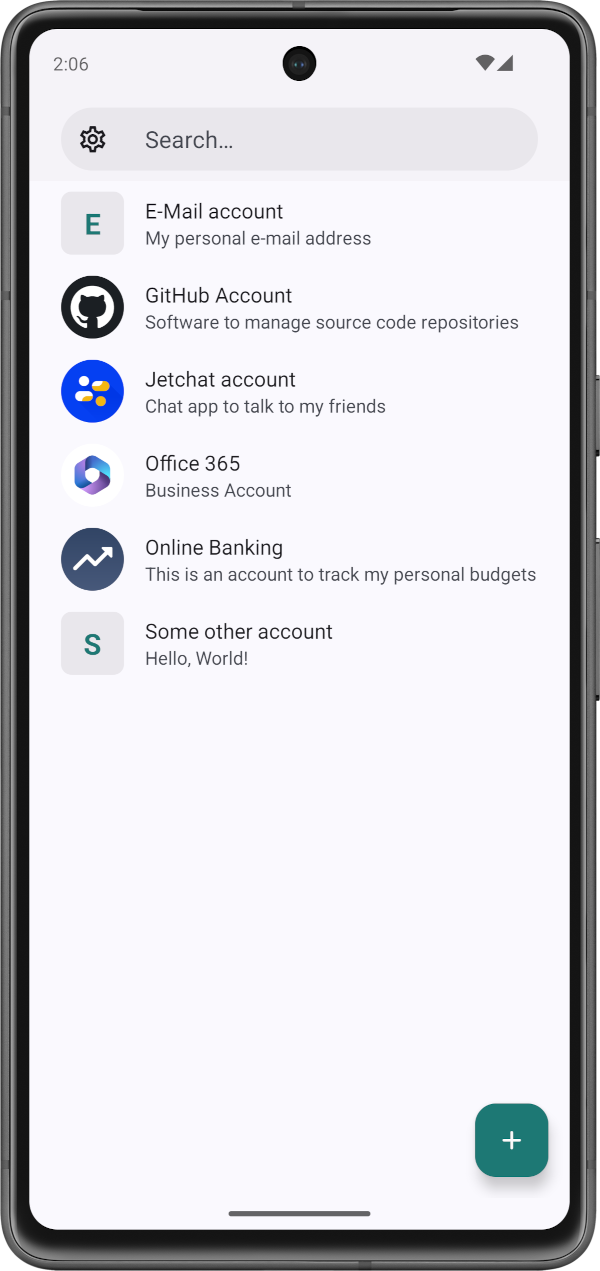 2:06
Search...
E
E-Mail account
My personal e-mail address
GitHub Account
Software to manage source code repositories
Jetchat account
Chat app to talk to my friends
Office 365
Business Account
Online Banking
This is an account to track my personal budgets
S
Some other account
Hello, World!
+